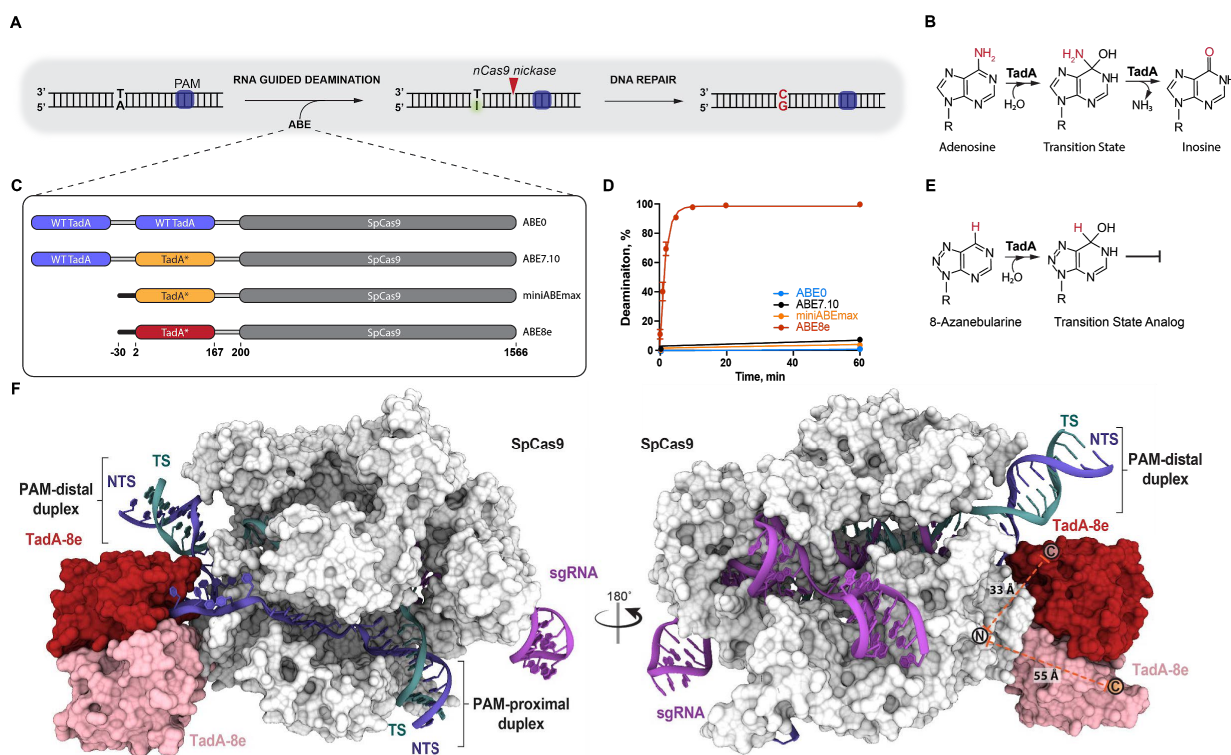 A
RNA GUIDED DEAMINATION
nCas9 nickase
DNA REPAIR
PAM
3’ T
5’ A
ABE
3’ T
5’ I
3’ C
5’ G
B
NH2
TadA
H2O
H2N OH
TadA
NH3
O
N N N N R
N N NH N R
N N NH N R
Adenosine
Transition State
Inosine
C
WT TadA WT TadA SpCas9 ABE0
WT TadA TadA* SpCas9 ABE7.10
TadA* SpCas9 miniABEmax
TadA* SpCas9 ABE8e
-30 2 167 200 1566
D
Deaminaiton, %
100
80
60
40
20
0
ABE0
ABE7.10
miniABEmax
ABE8e
0 20 40 60
Time, min
E
H
TadA
H2O
H OH
N N N N N R
N N N NH N R
8-Azanebularine
Transition State Analog
F
SpCas9
TS
NTS
PAM-distal
duplex
TadA-8e
sgRNA
TadA-8e
TS
NTS
PAM-proximal
duplex
180°
SpCas9
TS
NTS
PAM-distal
duplex
TadA-8e
C
33 Å
N
55 Å
C
TadA-8e
sgRNA